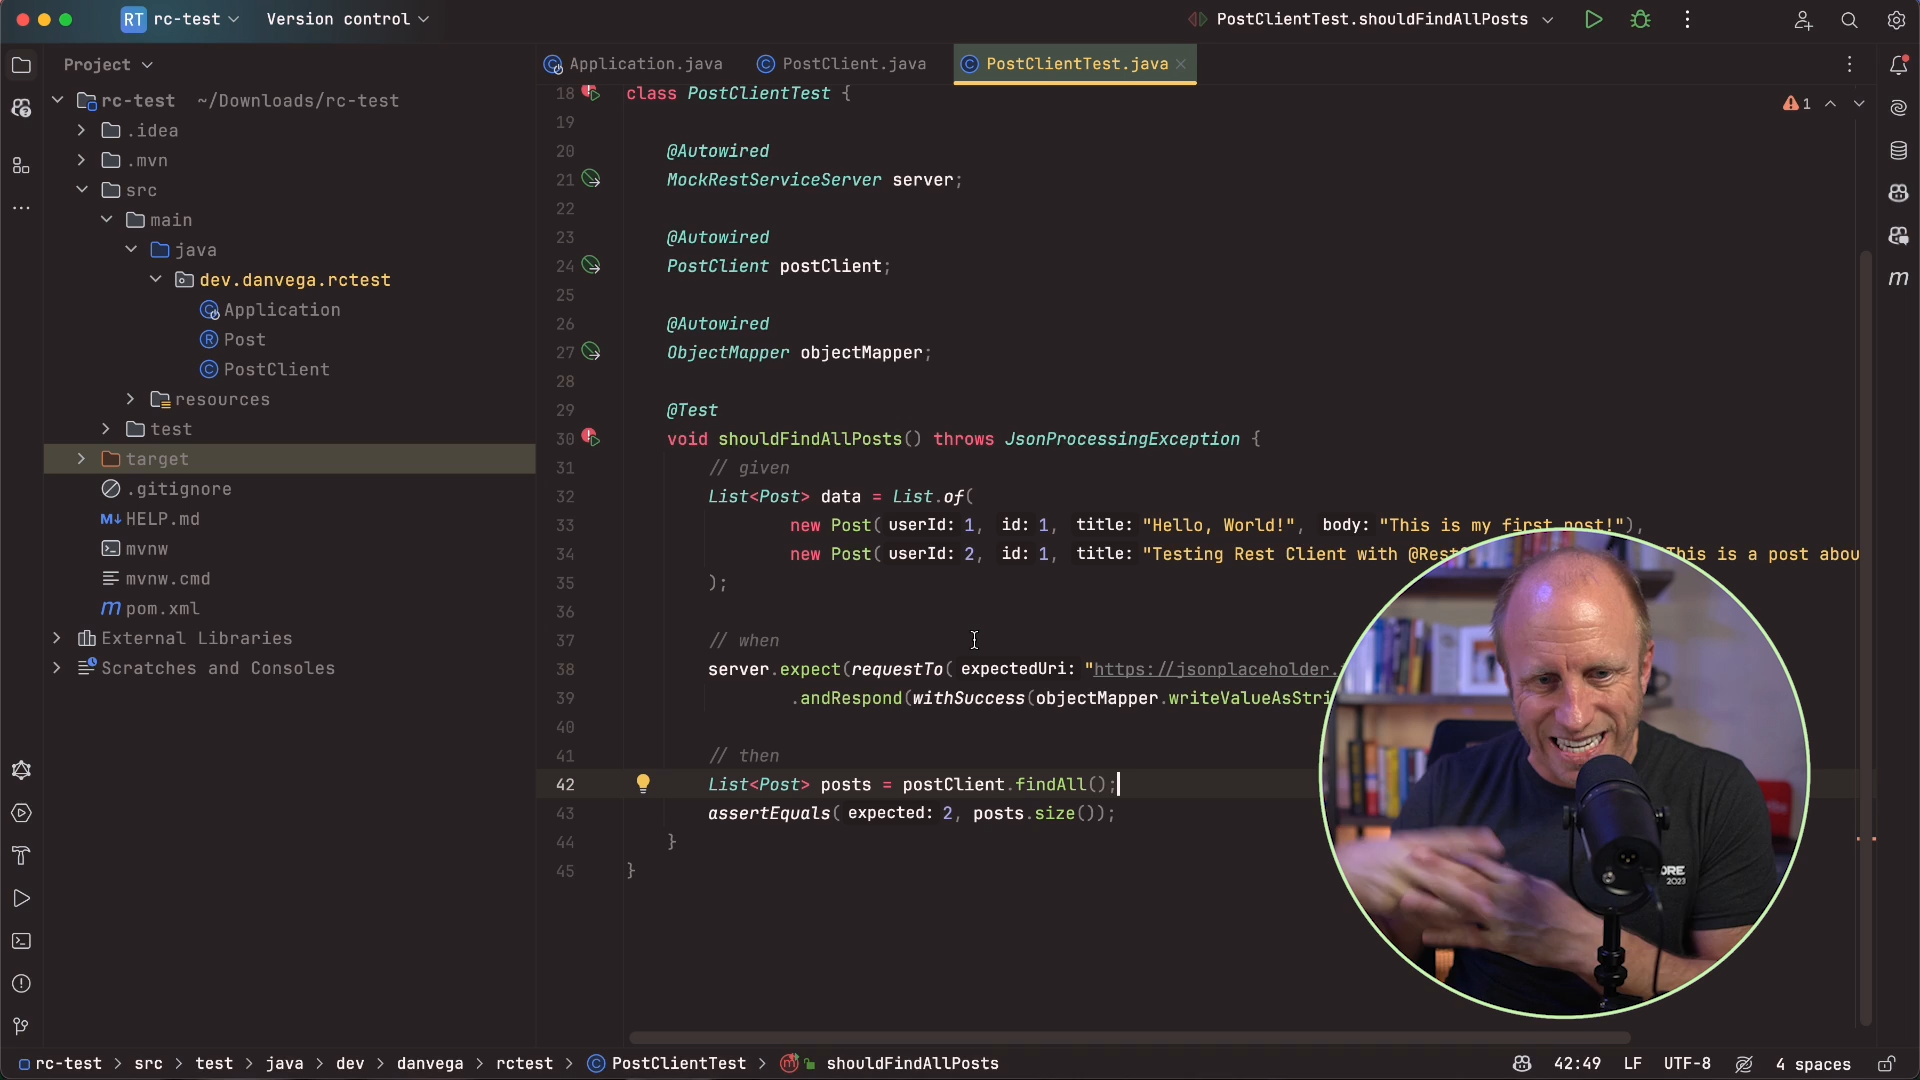 RT rc-test Version control PostClientTest.shouldFindAllPosts
Project
Application.java PostClient.java PostClientTest.java
rc-test ~/Downloads/rc-test
.idea
.mvn
src
main
java
dev.danvega.rctest
Application
Post
PostClient
resources
test
target
.gitignore
M↓ HELP.md
mvnw
mvnw.cmd
m pom.xml
External Libraries
Scratches and Consoles
1
m
18 class PostClientTest {
19
20 @Autowired
21 MockRestServiceServer server;
22
23 @Autowired
24 PostClient postClient;
25
26 @Autowired
27 ObjectMapper objectMapper;
28
29 @Test
30 void shouldFindAllPosts() throws JsonProcessingException {
31 // given
32 List<Post> data = List.of(
33 new Post( userId: 1, id: 1, title: "Hello, World!", body: "This is my first post!"),
34 new Post( userId: 2, id: 1, title: "Testing Rest Client with @Rest This is a post abou
35 );
36
37 // when
38 server.expect(requestTo( expectedUri: "https://jsonplaceholder.
39 .andRespond(withSuccess(objectMapper.writeValueAsStri
40
41 // then
42 List<Post> posts = postClient.findAll();
43 assertEquals( expected: 2, posts.size());
44 }
45 }
ORE
2023
rc-test > src > test > java > dev > danvega > rctest > PostClientTest > shouldFindAllPosts 42:49 LF UTF-8 4 spaces